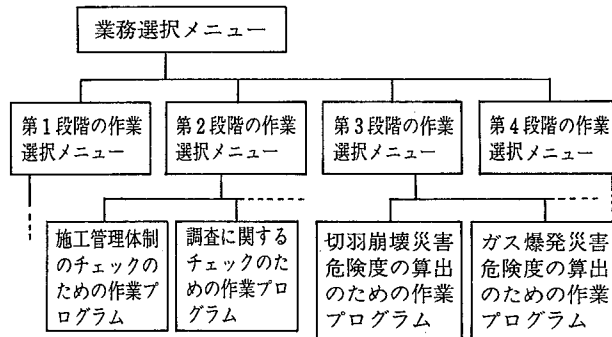 業務選択メニュー
第1段階の作業
選択メニュー
第2段階の作業
選択メニュー
第3段階の作業
選択メニュー
第4段階の作業
選択メニュー
施工管理体制
のチェックの
ための作業プ
ログラム
調査に関する
チェックのた
めの作業プロ
グラム
切羽崩壊災害
危険度の算出
のための作業
プログラム
ガス爆発災害
危険度の算出
のための作業
プログラム